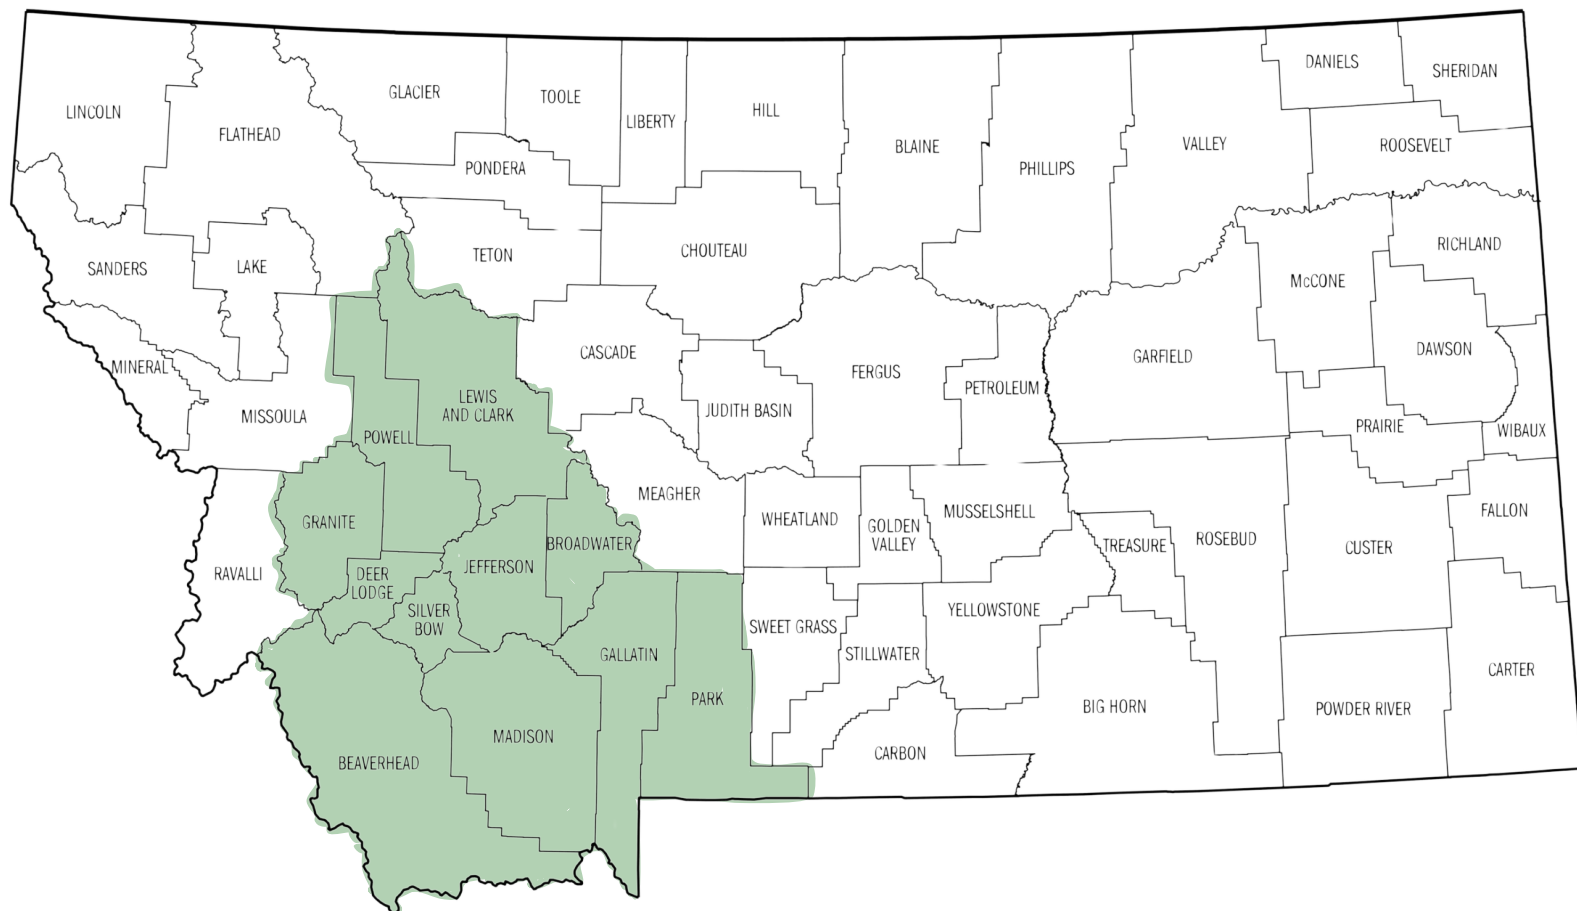 DANIELS
SHERIDAN
GLACIER
TOOLE
LINCOLN
HILL
LIBERTY
FLATHEAD
BLAINE
VALLEY
ROOSEVELT
PONDERA
PHILLIPS
RICHLAND
CHOUTEAU
TETON
SANDERS
LAKE
McCONE
DAWSON
CASCADE
GARFIELD
MINERAL
FERGUS
PETROLEUM
LEWIS
AND CLARK
JUDITH BASIN
MISSOULA
PRAIRIE
WIBAUX
POWELL
MEAGHER
FALLON
MUSSELSHELL
WHEATLAND
GRANITE
GOLDEN
VALLEY
ROSEBUD
BROADWATER
TREASURE
CUSTER
JEFFERSON
RAVALLI
DEER
LODGE
SILVER
BOW
YELLOWSTONE
SWEET GRASS
GALLATIN
STILLWATER
CARTER
PARK
BIG HORN
POWDER RIVER
MADISON
CARBON
BEAVERHEAD